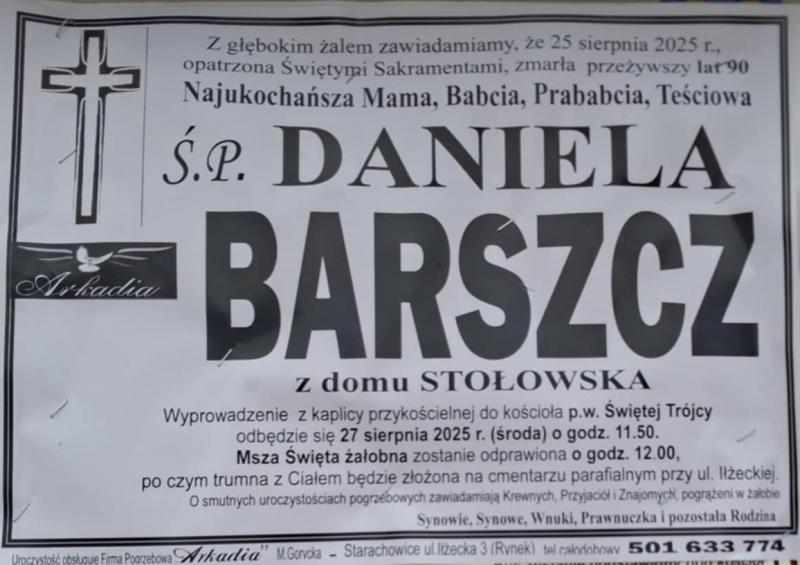 Z głębokim żalem zawiadamiamy, że 25 sierpnia 2025 r.,
opatrzona Świętymi Sakramentami, zmarła przeżywszy lat 90
Najukochańsza Mama, Babcia, Prababcia, Teściowa
Ś.P. DANIELA
BARSZCZ
Arkadia
z domu STOŁOWSKA
Wyprowadzenie z kaplicy przykościelnej do kościoła p.w. Świętej Trójcy
odbędzie się 27 sierpnia 2025 r. (środa) o godz. 11.50.
Msza Święta żałobna zostanie odprawiona o godz. 12.00,
po czym trumna z Ciałem będzie złożona na cmentarzu parafialnym przy ul. Iłżeckiej.
O smutnych uroczystościach pogrzebowych zawiadamiają Krewnych, Przyjaciół i Znajomych, pogrążeni w żałobie
Synowie, Synowe, Wnuki, Prawnuczka i pozostała Rodzina
Uroczystość obsługuje Firma Pogrzebowa "Arkadia" M.Gorycka – Starachowice ul.Iłżecka 3 (Rynek) tel.całodobowy 501 633 774